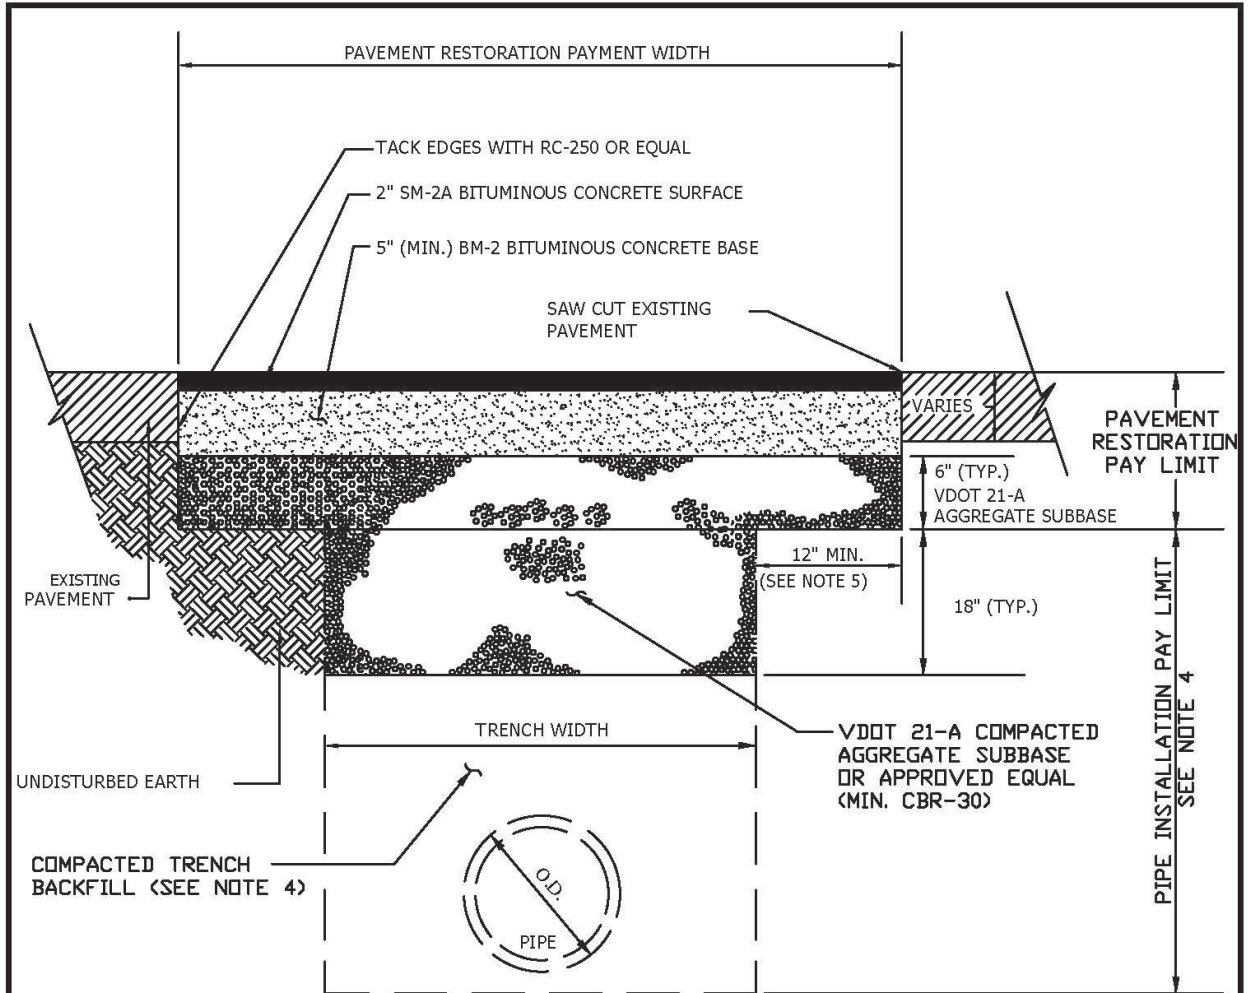 PAVEMENT RESTORATION PAYMENT WIDTH
TACK EDGES WITH RC-250 OR EQUAL
2" SM-2A BITUMINOUS CONCRETE SURFACE
5" (MIN.) BM-2 BITUMINOUS CONCRETE BASE
SAW CUT EXISTING
PAVEMENT
VARIES
PAVEMENT
RESTORATION
PAY LIMIT
6" (TYP.)
VDOT 21-A
AGGREGATE SUBBASE
12" MIN.
(SEE NOTE 5)
18" (TYP.)
EXISTING
PAVEMENT
UNDISTURBED EARTH
TRENCH WIDTH
VDOT 21-A COMPACTED
AGGREGATE SUBBASE
OR APPROVED EQUAL
(MIN. CBR-30)
PIPE INSTALLATION PAY LIMIT
SEE NOTE 4
COMPACTED TRENCH
BACKFILL (SEE NOTE 4)
O.D.
PIPE